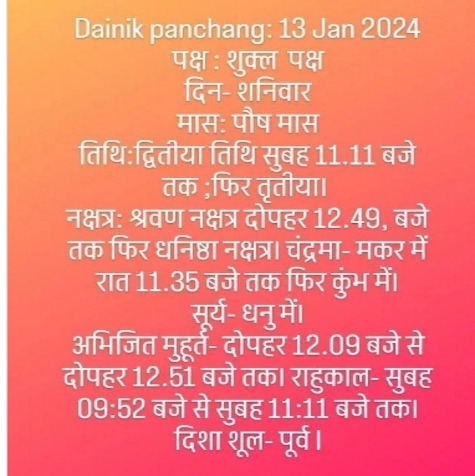 Dainik panchang: 13 Jan 2024
पक्ष : शुक्ल पक्ष
दिन- शनिवार
मास: पौष मास
तिथि:द्वितीया तिथि सुबह 11.11 बजे
तक ;फिर तृतीया।
नक्षत्र: श्रवण नक्षत्र दोपहर 12.49, बजे
तक फिर धनिष्ठा नक्षत्र। चंद्रमा- मकर में
रात 11.35 बजे तक फिर कुंभ में।
सूर्य- धनु में।
अभिजित मुहूर्त- दोपहर 12.09 बजे से
दोपहर 12.51 बजे तक। राहुकाल- सुबह
09:52 बजे से सुबह 11:11 बजे तक।
दिशा शूल- पूर्व।